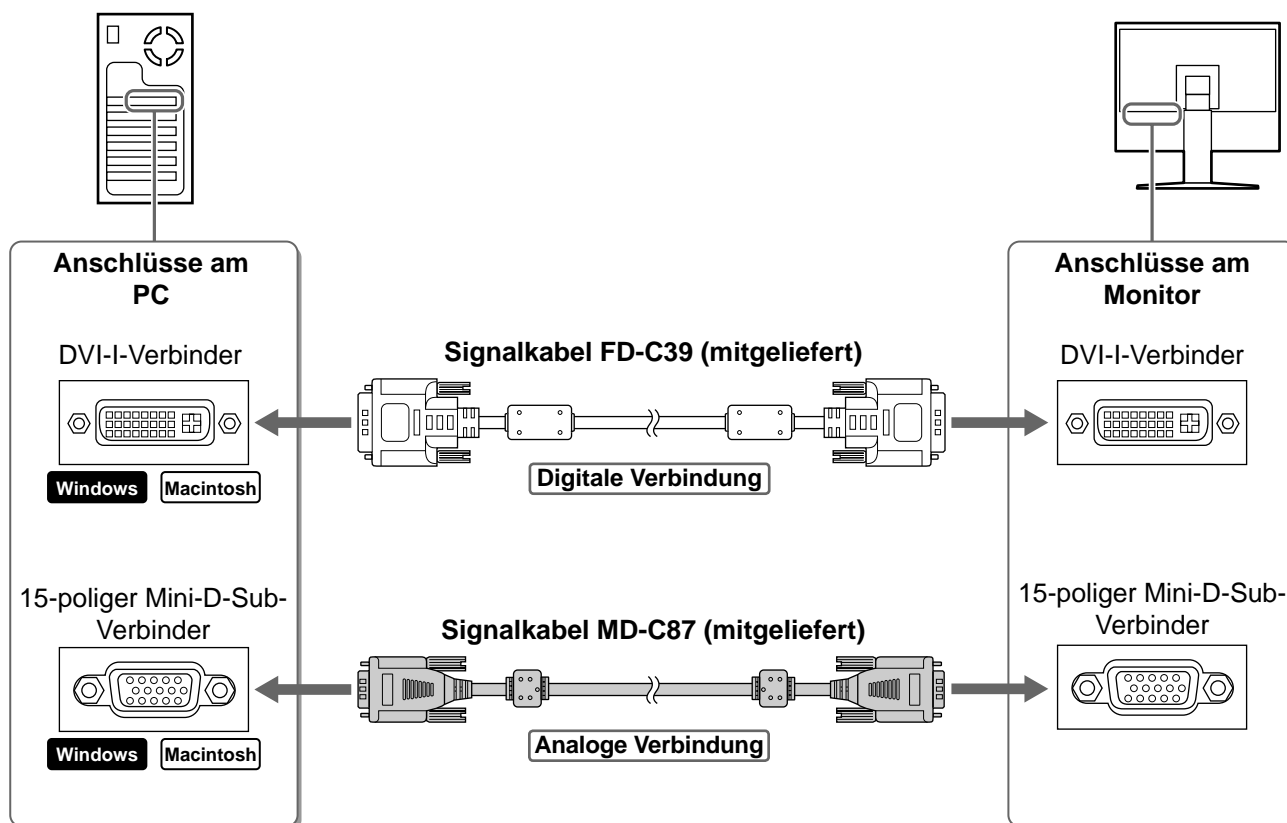 Anschlüsse am
PC
DVI-I-Verbinder
Windows Macintosh
15-poliger Mini-D-Sub-
Verbinder
Windows Macintosh
Signalkabel FD-C39 (mitgeliefert)
Digitale Verbindung
Signalkabel MD-C87 (mitgeliefert)
Analoge Verbindung
Anschlüsse am
Monitor
DVI-I-Verbinder
15-poliger Mini-D-Sub-
Verbinder